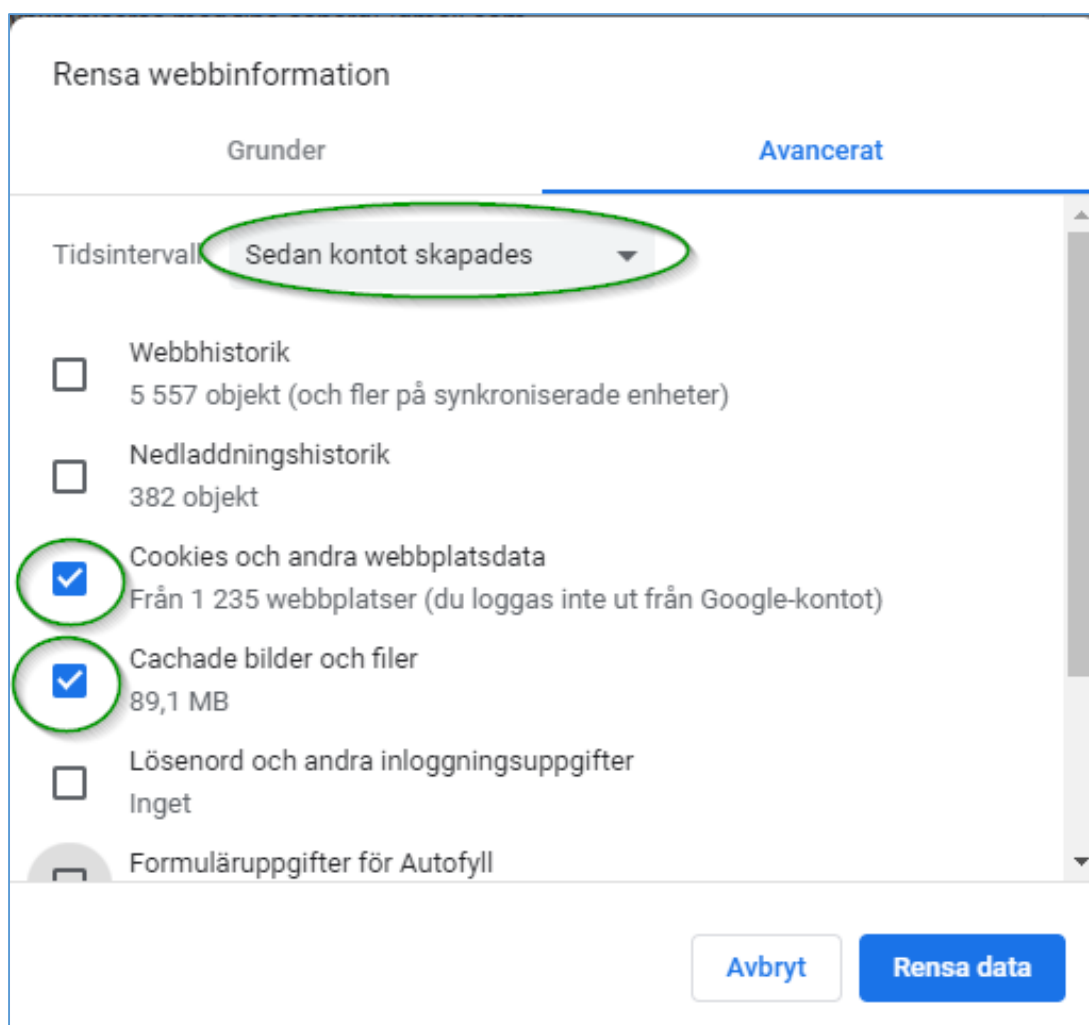 Rensa webbinformation
Grunder
Avancerat
Tidsintervall
Sedan kontot skapades
Webbhistorik
5 557 objekt (och fler på synkroniserade enheter)
Nedladdningshistorik
382 objekt
Cookies och andra webbplatsdata
Från 1 235 webbplatser (du loggas inte ut från Google-kontot)
Cachade bilder och filer
89,1 MB
Lösenord och andra inloggningsuppgifter
Inget
Formuläruppgifter för Autofyll
Avbryt
Rensa data